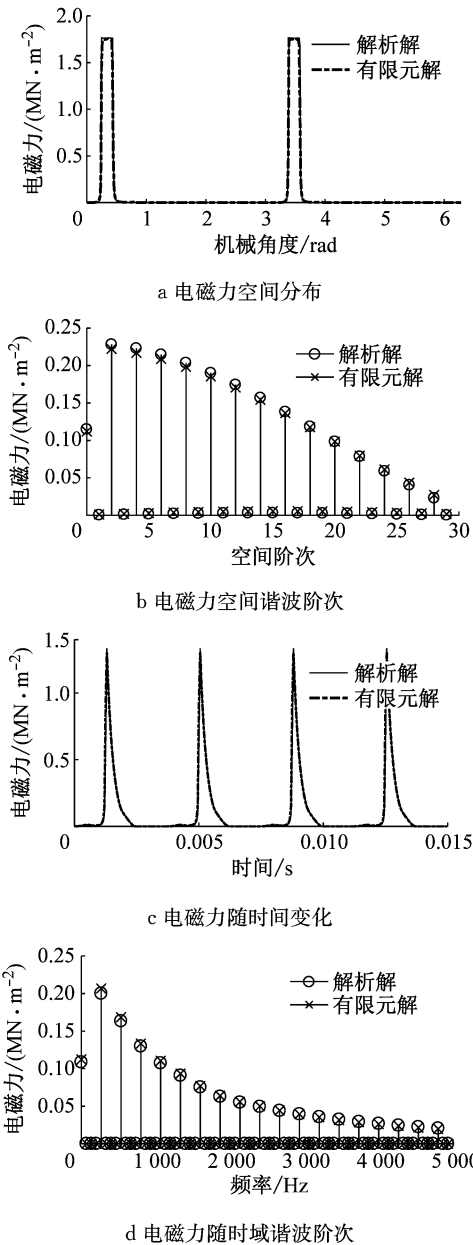 电磁力/(MN·m⁻²)
2.0
1.5
1.0
0.5
0 1 2 3 4 5 6
解析解
有限元解
机械角度/rad
a 电磁力空间分布
电磁力/(MN·m⁻²)
0.25
0.20
0.15
0.10
0.05
0 5 10 15 20 25 30
解析解
有限元解
空间阶次
b 电磁力空间谐波阶次
电磁力/(MN·m⁻²)
1.5
1.0
0.5
0 0.005 0.010 0.015
解析解
有限元解
时间/s
c 电磁力随时间变化
电磁力/(MN·m⁻²)
0.25
0.20
0.15
0.10
0.05
0 1 000 2 000 3 000 4 000 5 000
解析解
有限元解
频率/Hz
d 电磁力随时域谐波阶次